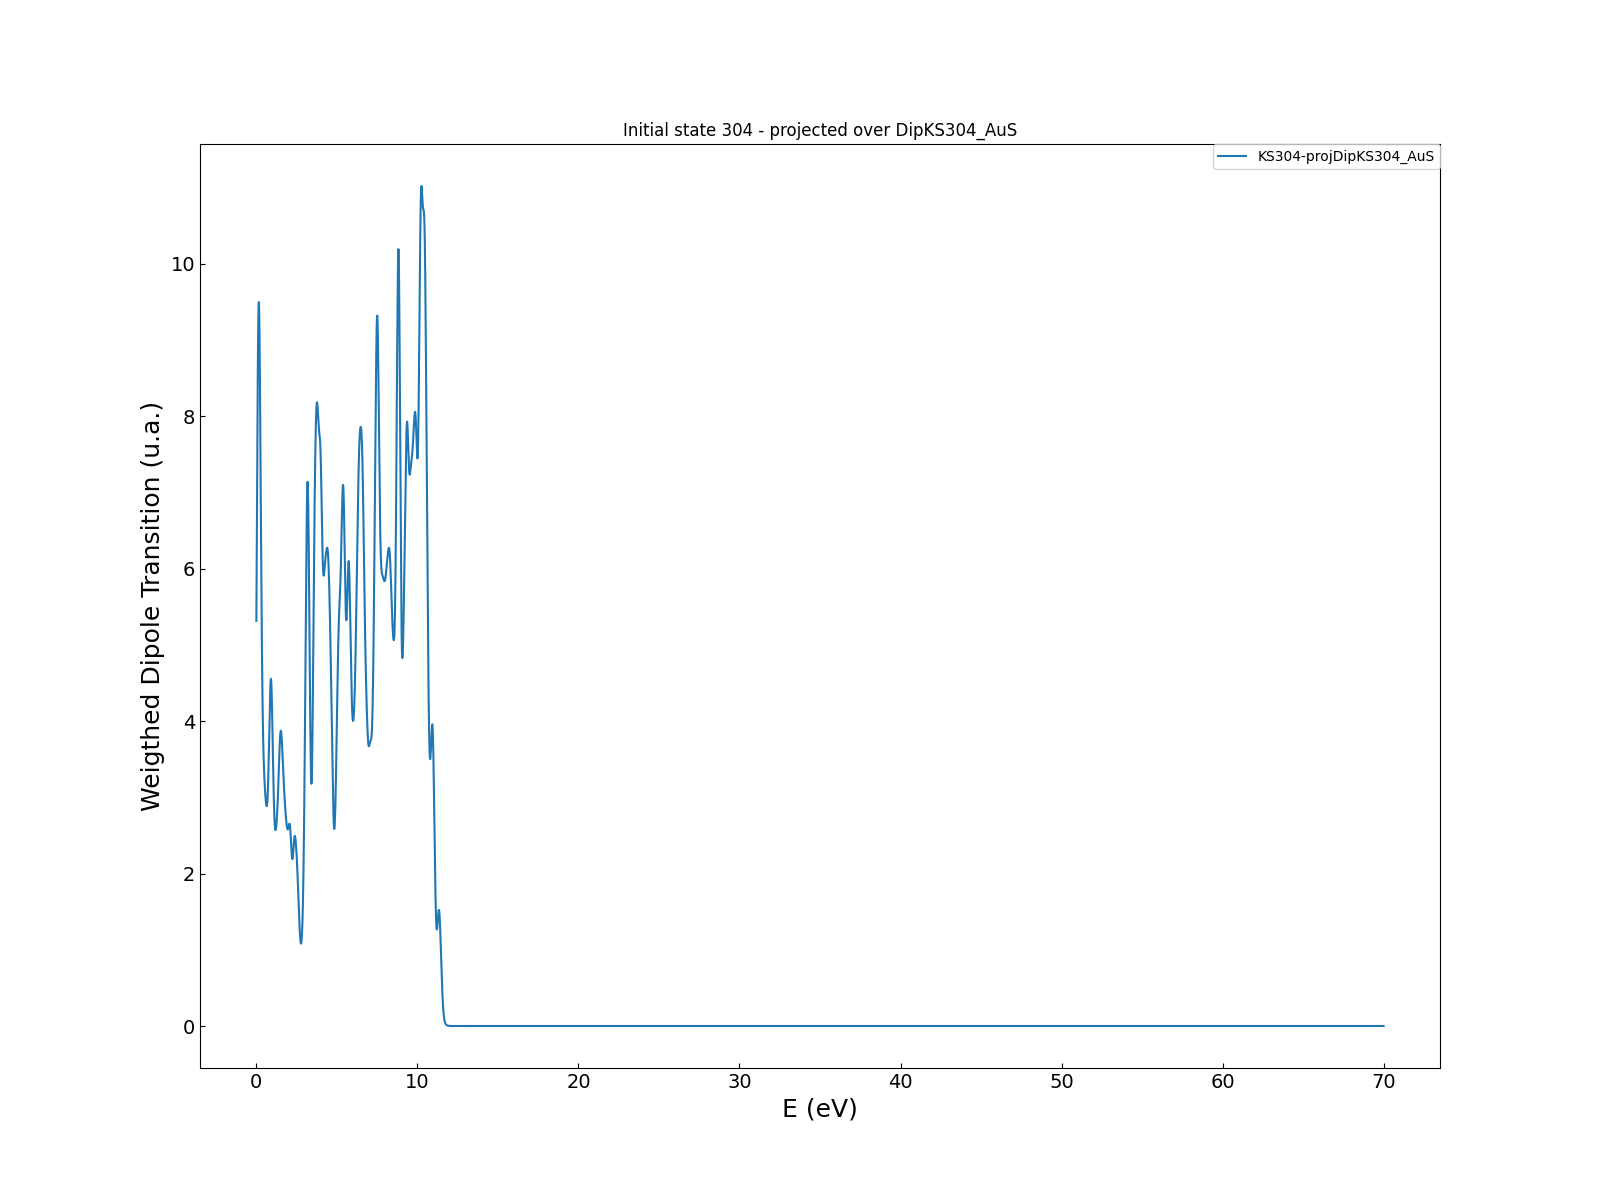 Initial state 304 - projected over DipKS304_AuS
KS304-projDipKS304_AuS
Weigthed Dipole Transition (u.a.)
10
8
6
4
2
0
0 10 20 30 40 50 60 70
E (eV)